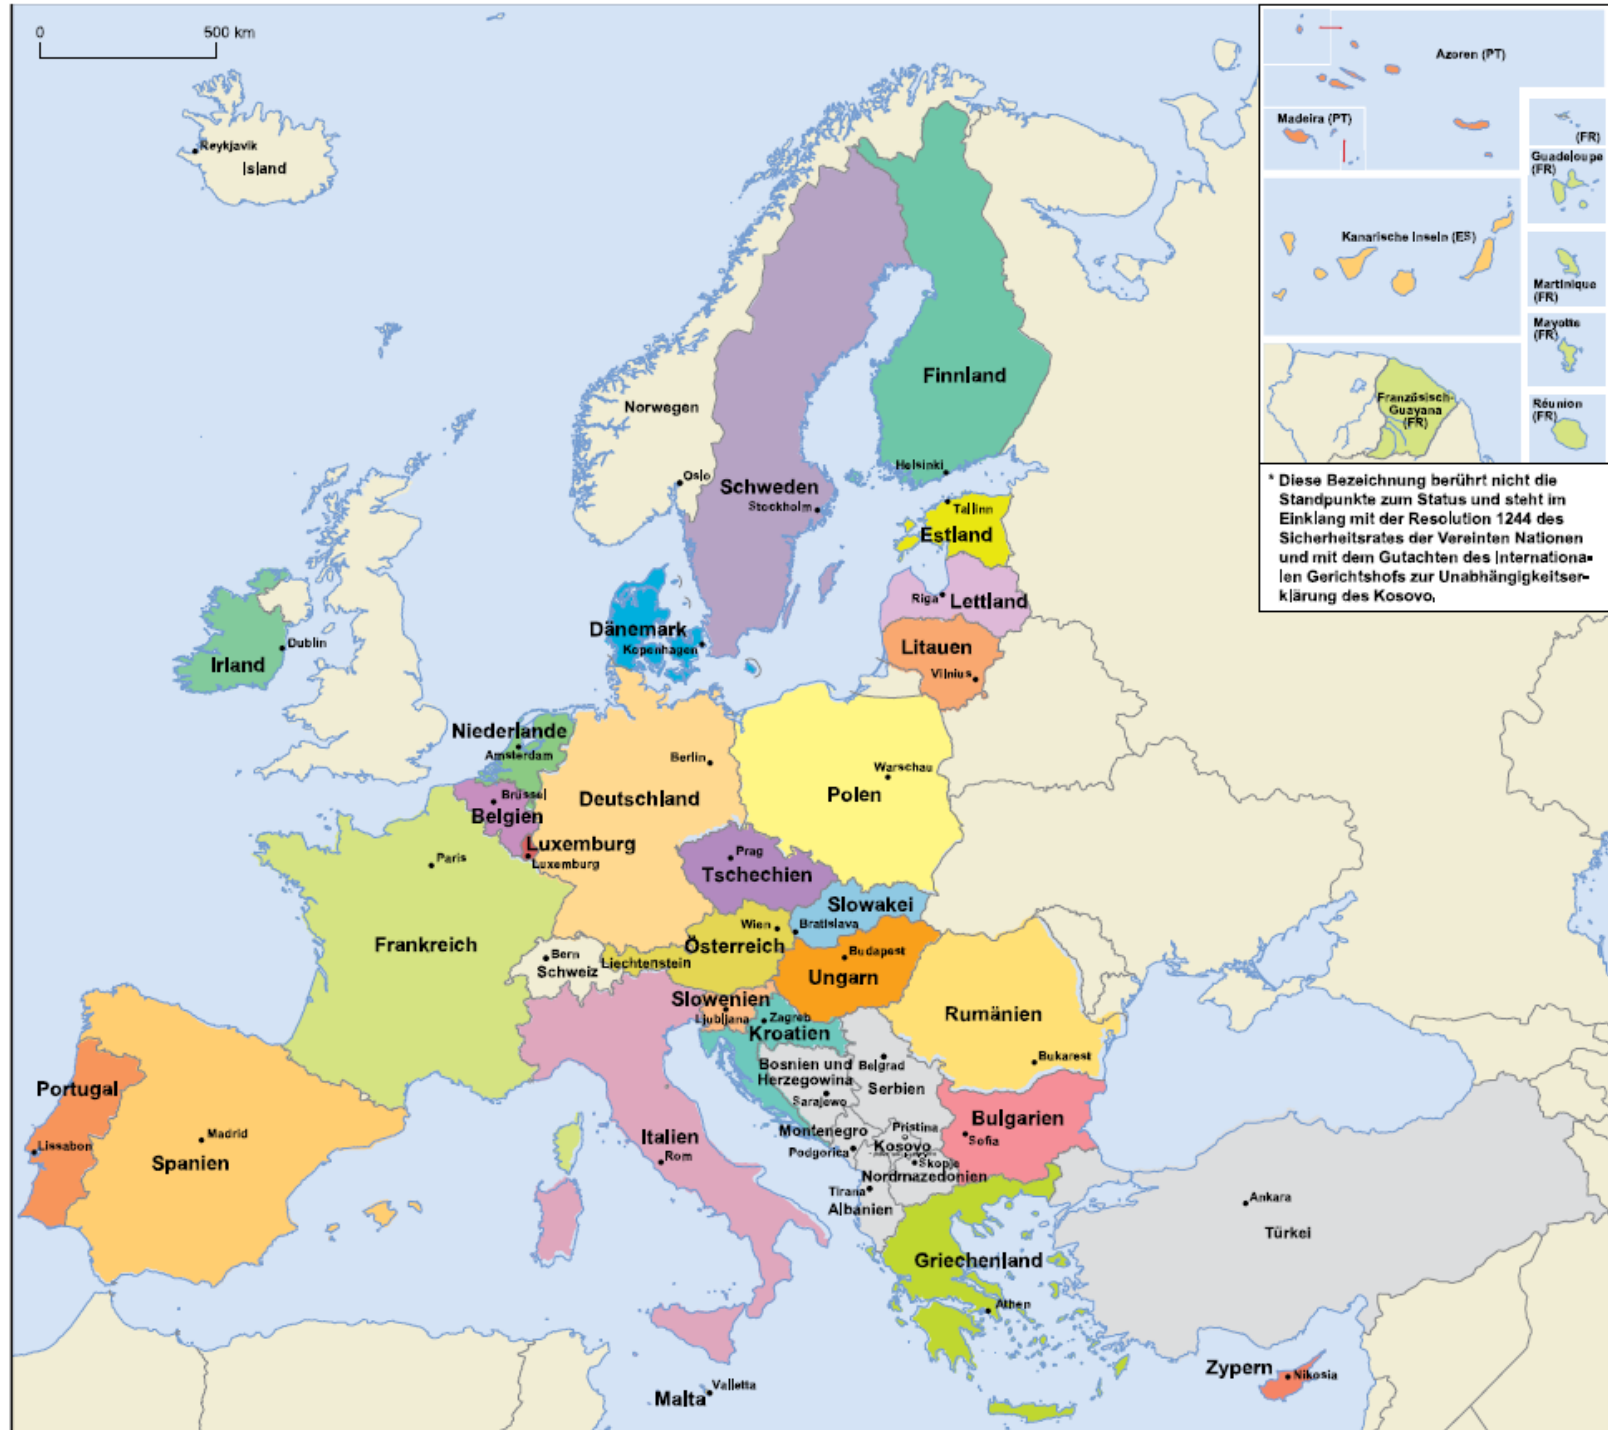 0 500 km
Azoren (PT)
Madeira (PT)
(FR)
Guadeloupe
(FR)
Kanarische Inseln (ES)
Martinique
(FR)
Mayotte
(FR)
Französisch-
Guayana
(FR)
Réunion
(FR)
* Diese Bezeichnung berührt nicht die
Standpunkte zum Status und steht im
Einklang mit der Resolution 1244 des
Sicherheitsrates der Vereinten Nationen
und mit dem Gutachten des Internationa-
len Gerichtshofs zur Unabhängigkeitser-
klärung des Kosovo.
Reykjavik
Island
Finnland
Norwegen
Helsinki
Oslo
Schweden
Stockholm
Tallinn
Estland
Riga
Lettland
Dänemark
Kopenhagen
Dublin
Irland
Litauen
Vilnius
Niederlande
Amsterdam
Berlin
Warschau
Deutschland
Polen
Brüssel
Belgien
Luxemburg
Luxemburg
Paris
Prag
Tschechien
Slowakei
Bratislava
Wien
Österreich
Frankreich
Bern
Schweiz
Liechtenstein
Budapest
Ungarn
Slowenien
Ljubljana
Zagreb
Kroatien
Rumänien
Bukarest
Bosnien und
Herzegowina
Sarajewo
Belgrad
Serbien
Portugal
Lissabon
Madrid
Spanien
Italien
Rom
Montenegro
Podgorica
Pristina
Kosovo
Skopje
Nordmazedonien
Bulgarien
Sofia
Tirana
Albanien
Ankara
Türkei
Griechenland
Athen
Zypern
Nikosia
Malta
Valletta